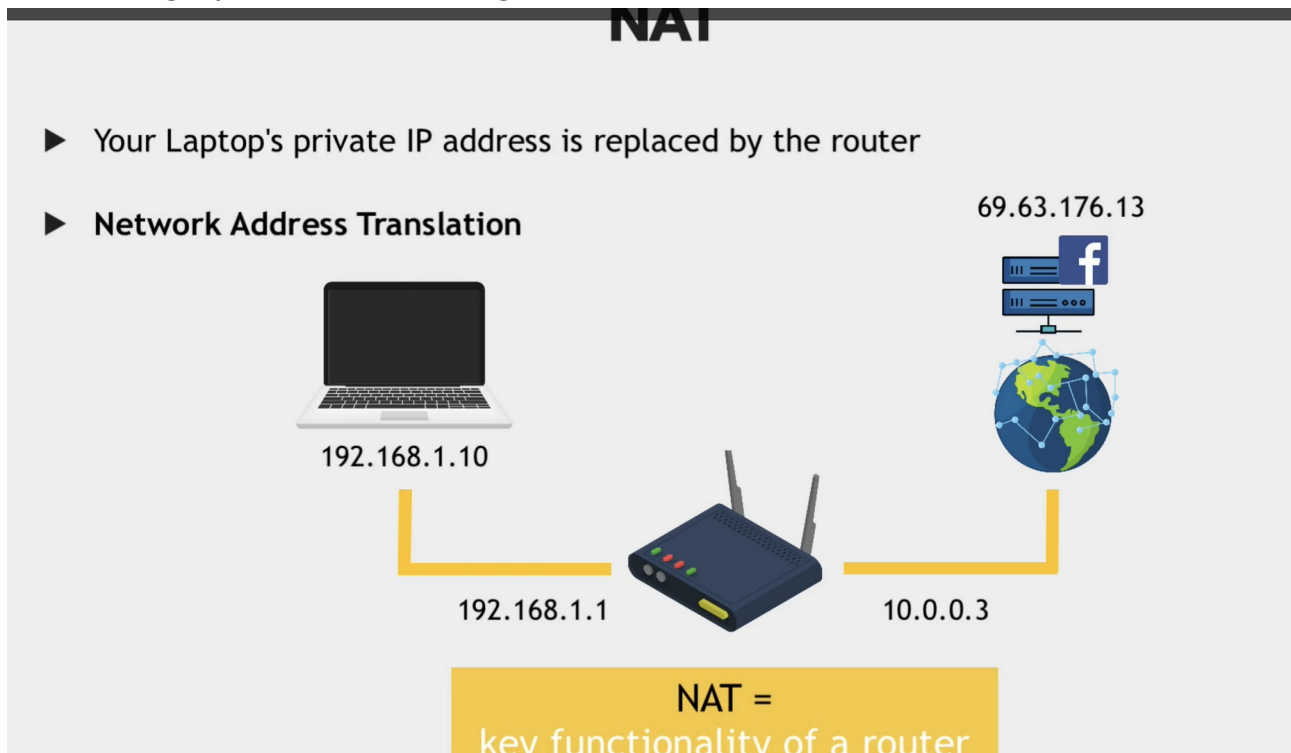 NAT
Your Laptop's private IP address is replaced by the router
Network Address Translation
69.63.176.13
f
192.168.1.10
192.168.1.1
10.0.0.3
NAT =
key functionality of a router